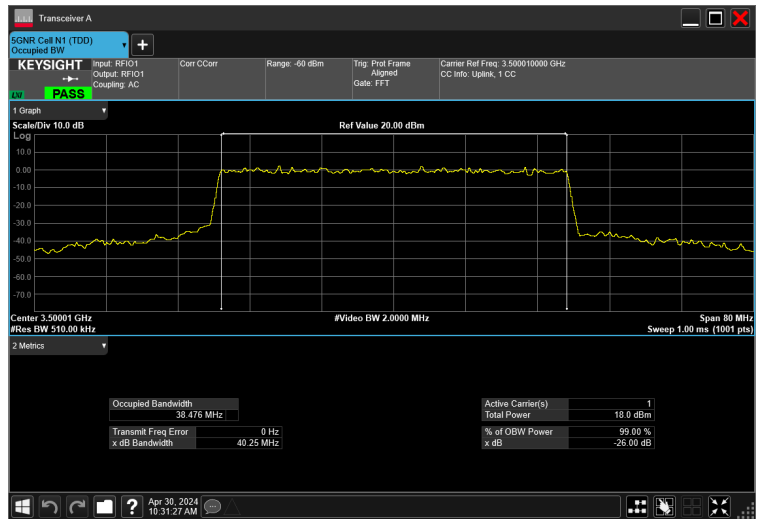 Transceiver A
5GNR Cell N1 (TDD)
Occupied BW
KEYSIGHT
LXI
PASS
Input: RFIO1
Output: RFIO1
Coupling: AC
Corr CCorr
Range: -60 dBm
Trig: Prot Frame
Aligned
Gate: FFT
Carrier Ref Freq: 3.500010000 GHz
CC Info: Uplink, 1 CC
1 Graph
Scale/Div 10.0 dB
Ref Value 20.00 dBm
Log
10.0
0.00
-10.0
-20.0
-30.0
-40.0
-50.0
-60.0
-70.0
Center 3.50001 GHz
#Video BW 2.0000 MHz
Span 80 MHz
#Res BW 510.00 kHz
Sweep 1.00 ms (1001 pts)
2 Metrics
Occupied Bandwidth
38.476 MHz
Transmit Freq Error 0 Hz
x dB Bandwidth 40.25 MHz
Active Carrier(s) 1
Total Power 18.0 dBm
% of OBW Power 99.00 %
x dB -26.00 dB
Apr 30, 2024
10:31:27 AM